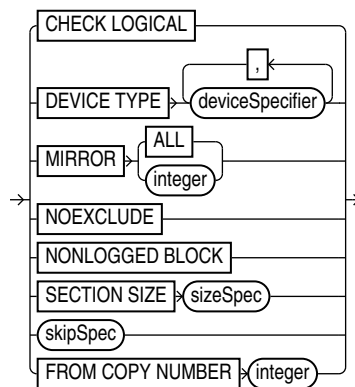 CHECK LOGICAL
,
DEVICE TYPE deviceSpecifier
ALL
MIRROR
integer
NOEXCLUDE
NONLOGGED BLOCK
SECTION SIZE sizeSpec
skipSpec
FROM COPY NUMBER integer